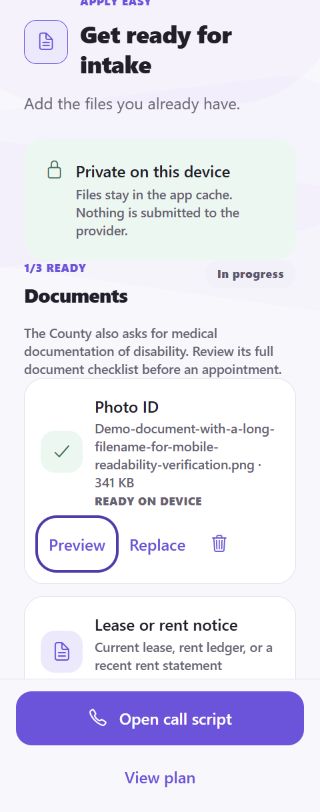 APPLY EASY
Get ready for
intake
Add the files you already have.
Private on this device
Files stay in the app cache.
Nothing is submitted to the
provider.
1/3 READY
In progress
Documents
The County also asks for medical
documentation of disability. Review its full
document checklist before an appointment.
Photo ID
Demo-document-with-a-long-
filename-for-mobile-
readability-verification.png ·
341 KB
READY ON DEVICE
Preview
Replace
Lease or rent notice
Current lease, rent ledger, or a
recent rent statement
Open call script
View plan